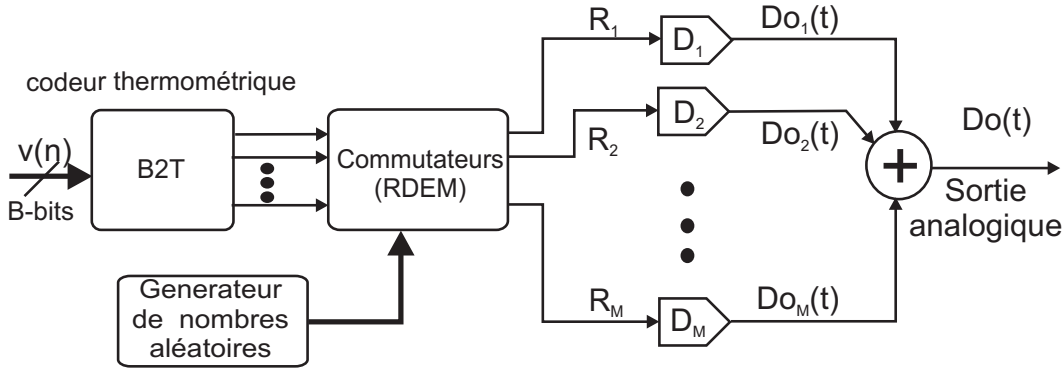 codeur thermométrique
v(n)
B-bits
B2T
Commutateurs
(RDEM)
Generateur
de nombres
aléatoires
R1
D1
Do1(t)
R2
D2
Do2(t)
RM
DM
DoM(t)
+
Do(t)
Sortie
analogique